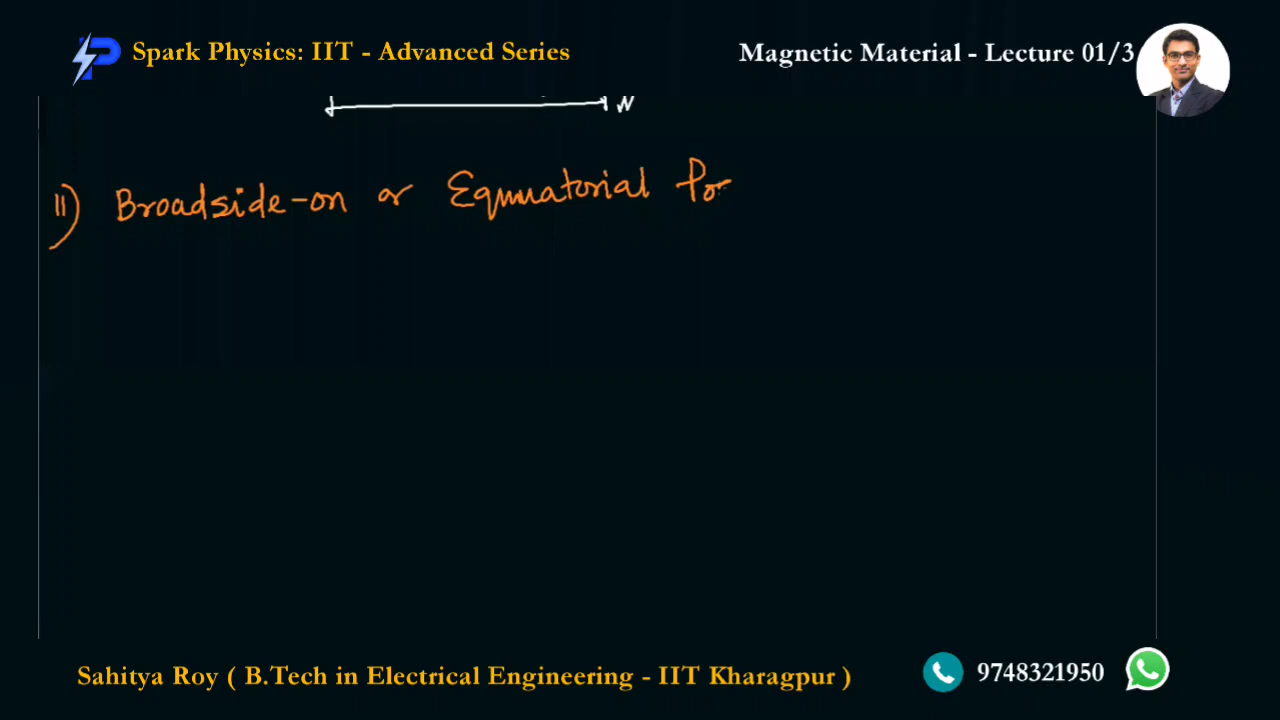 Spark Physics: IIT - Advanced Series
Magnetic Material - Lecture 01/3
N
II) Broadside-on or Equuatorial Po
Sahitya Roy ( B.Tech in Electrical Engineering - IIT Kharagpur )
9748321950